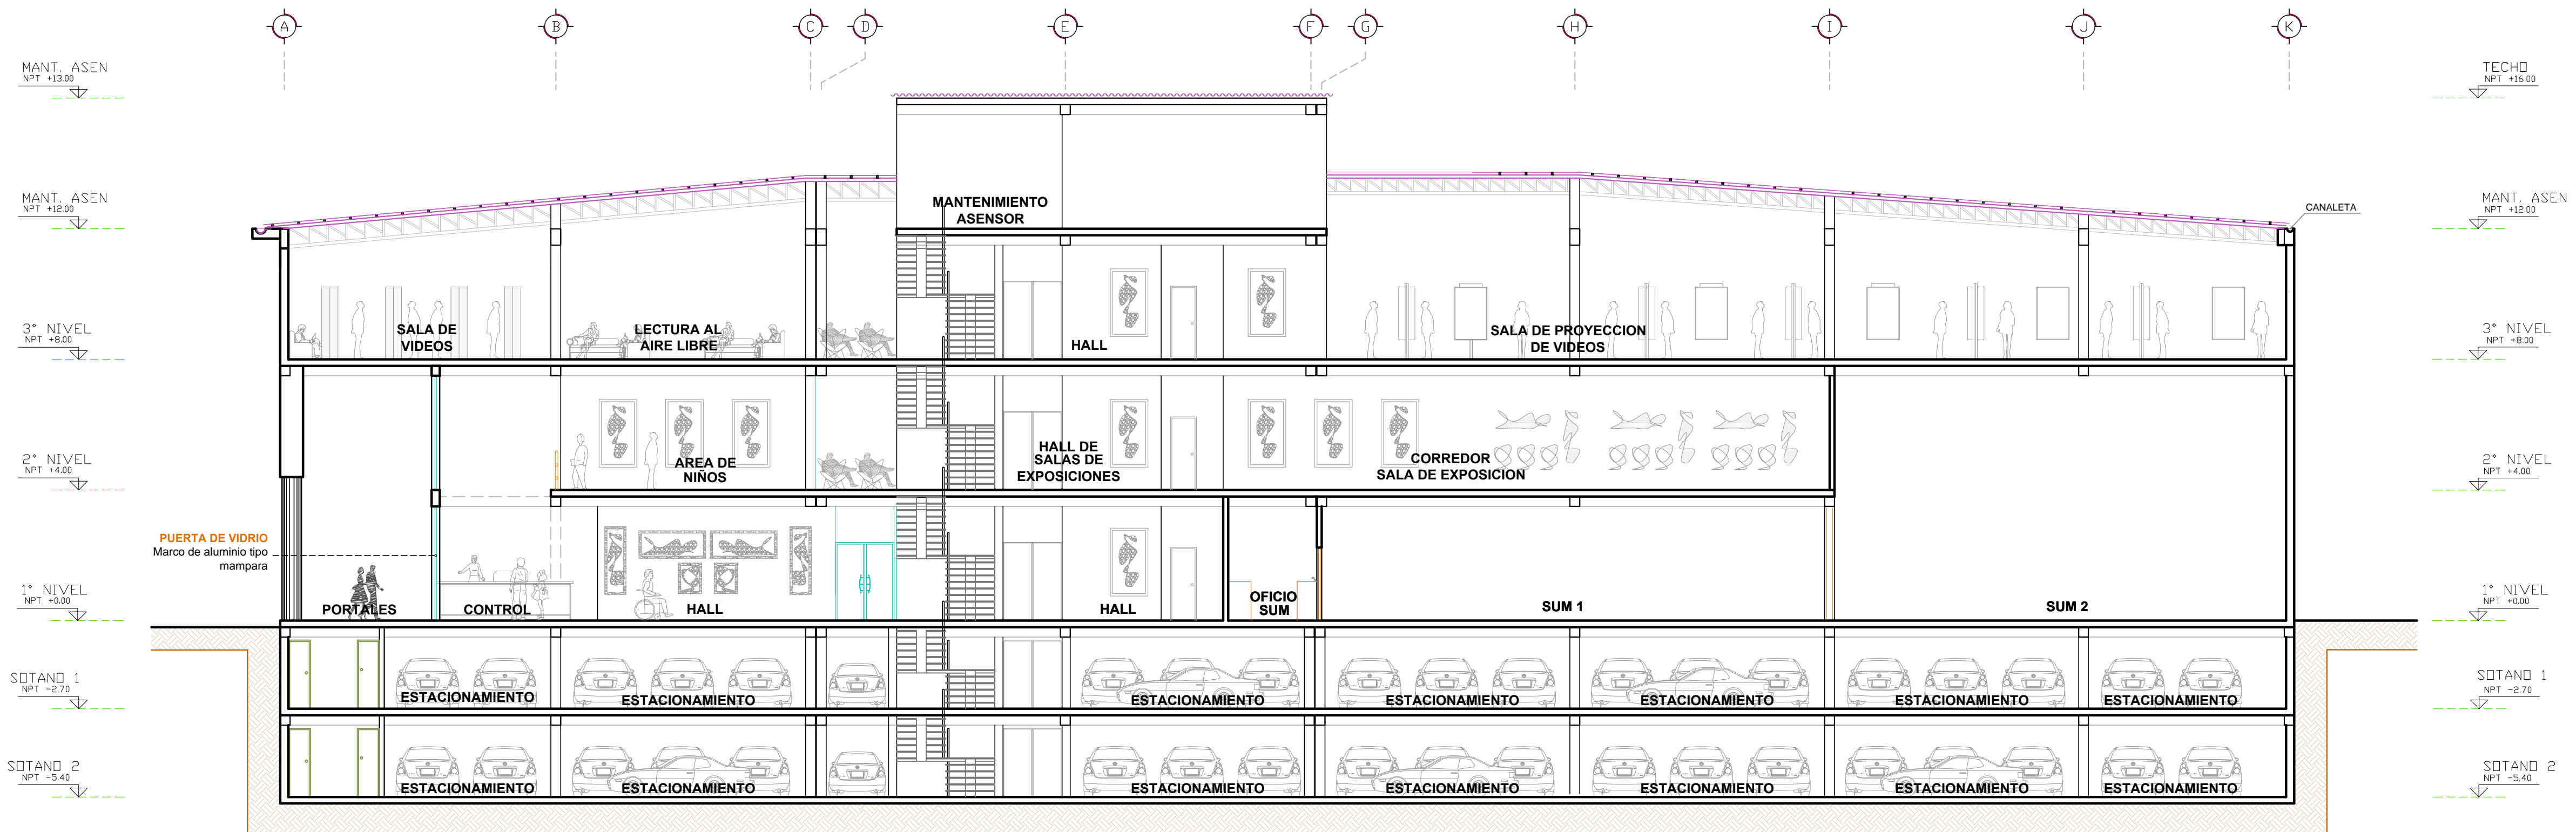 A
B
C
D
E
F
G
H
I
J
K
MANT. ASEN
NPT +13.00
TECHO
NPT +16.00
MANT. ASEN
NPT +12.00
MANT. ASEN
NPT +12.00
CANALETA
MANTENIMIENTO
ASENSOR
3° NIVEL
NPT +8.00
SALA DE
VIDEOS
LECTURA AL
AIRE LIBRE
HALL
SALA DE PROYECCION
DE VIDEOS
3° NIVEL
NPT +8.00
2° NIVEL
NPT +4.00
AREA DE
NIÑOS
HALL DE
SALAS DE
EXPOSICIONES
CORREDOR
SALA DE EXPOSICION
2° NIVEL
NPT +4.00
PUERTA DE VIDRIO
Marco de aluminio tipo
mampara
1° NIVEL
NPT +0.00
PORTALES
CONTROL
HALL
HALL
OFICIO
SUM
SUM 1
SUM 2
1° NIVEL
NPT +0.00
SOTANO 1
NPT -2.70
ESTACIONAMIENTO
ESTACIONAMIENTO
ESTACIONAMIENTO
ESTACIONAMIENTO
ESTACIONAMIENTO
ESTACIONAMIENTO
ESTACIONAMIENTO
SOTANO 1
NPT -2.70
SOTANO 2
NPT -5.40
ESTACIONAMIENTO
ESTACIONAMIENTO
ESTACIONAMIENTO
ESTACIONAMIENTO
ESTACIONAMIENTO
ESTACIONAMIENTO
ESTACIONAMIENTO
SOTANO 2
NPT -5.40